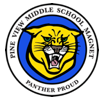 PINE VIEW MIDDLE SCHOOL MAGNET
PANTHER PROUD